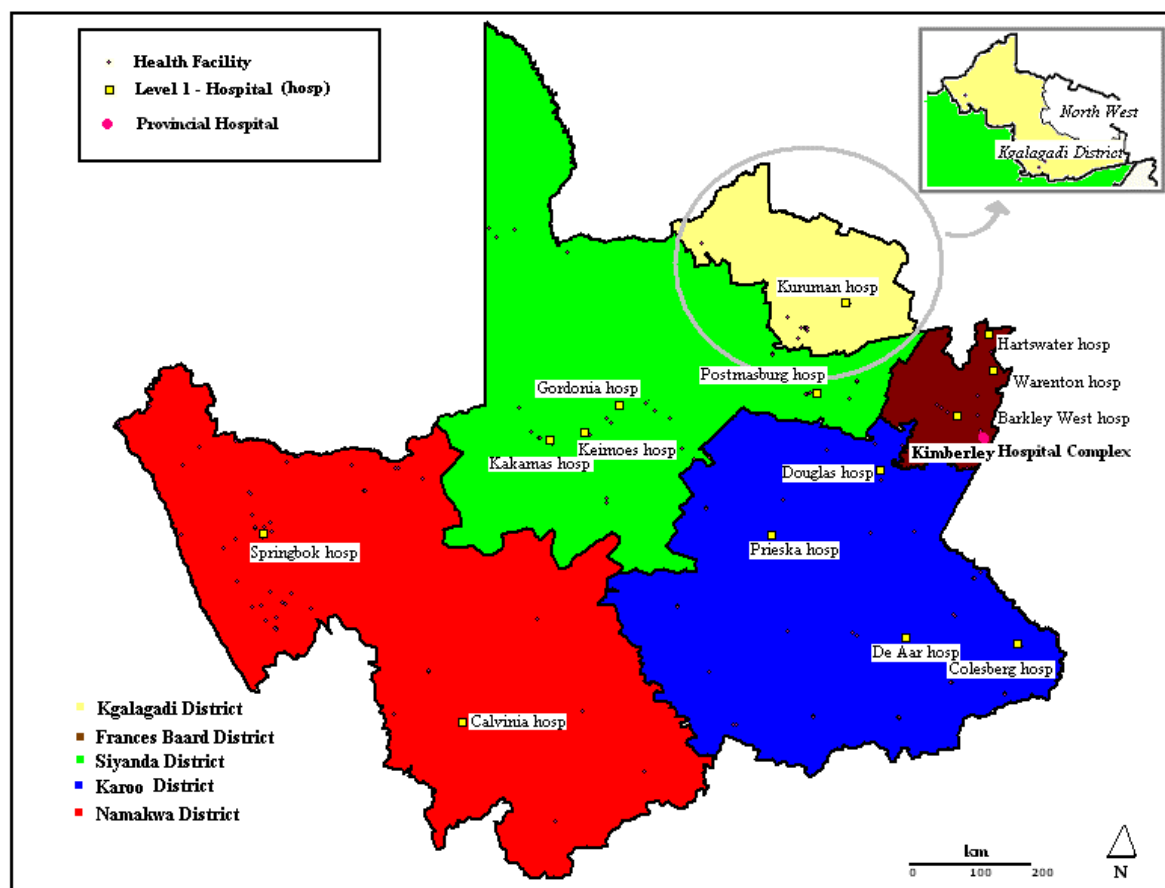 Health Facility
Level 1 - Hospital (hosp)
Provincial Hospital
North West
Kgalagadi District
Kuruman hosp
Hartswater hosp
Warenton hosp
Postmasburg hosp
Gordonia hosp
Barkley West hosp
Keimoes hosp
Kimberley Hospital Complex
Kakamas hosp
Douglas hosp
Springbok hosp
Prieska hosp
De Aar hosp
Colesberg hosp
Calvinia hosp
Kgalagadi District
Frances Baard District
Siyanda District
Karoo District
Namakwa District
km
0 100 200
N